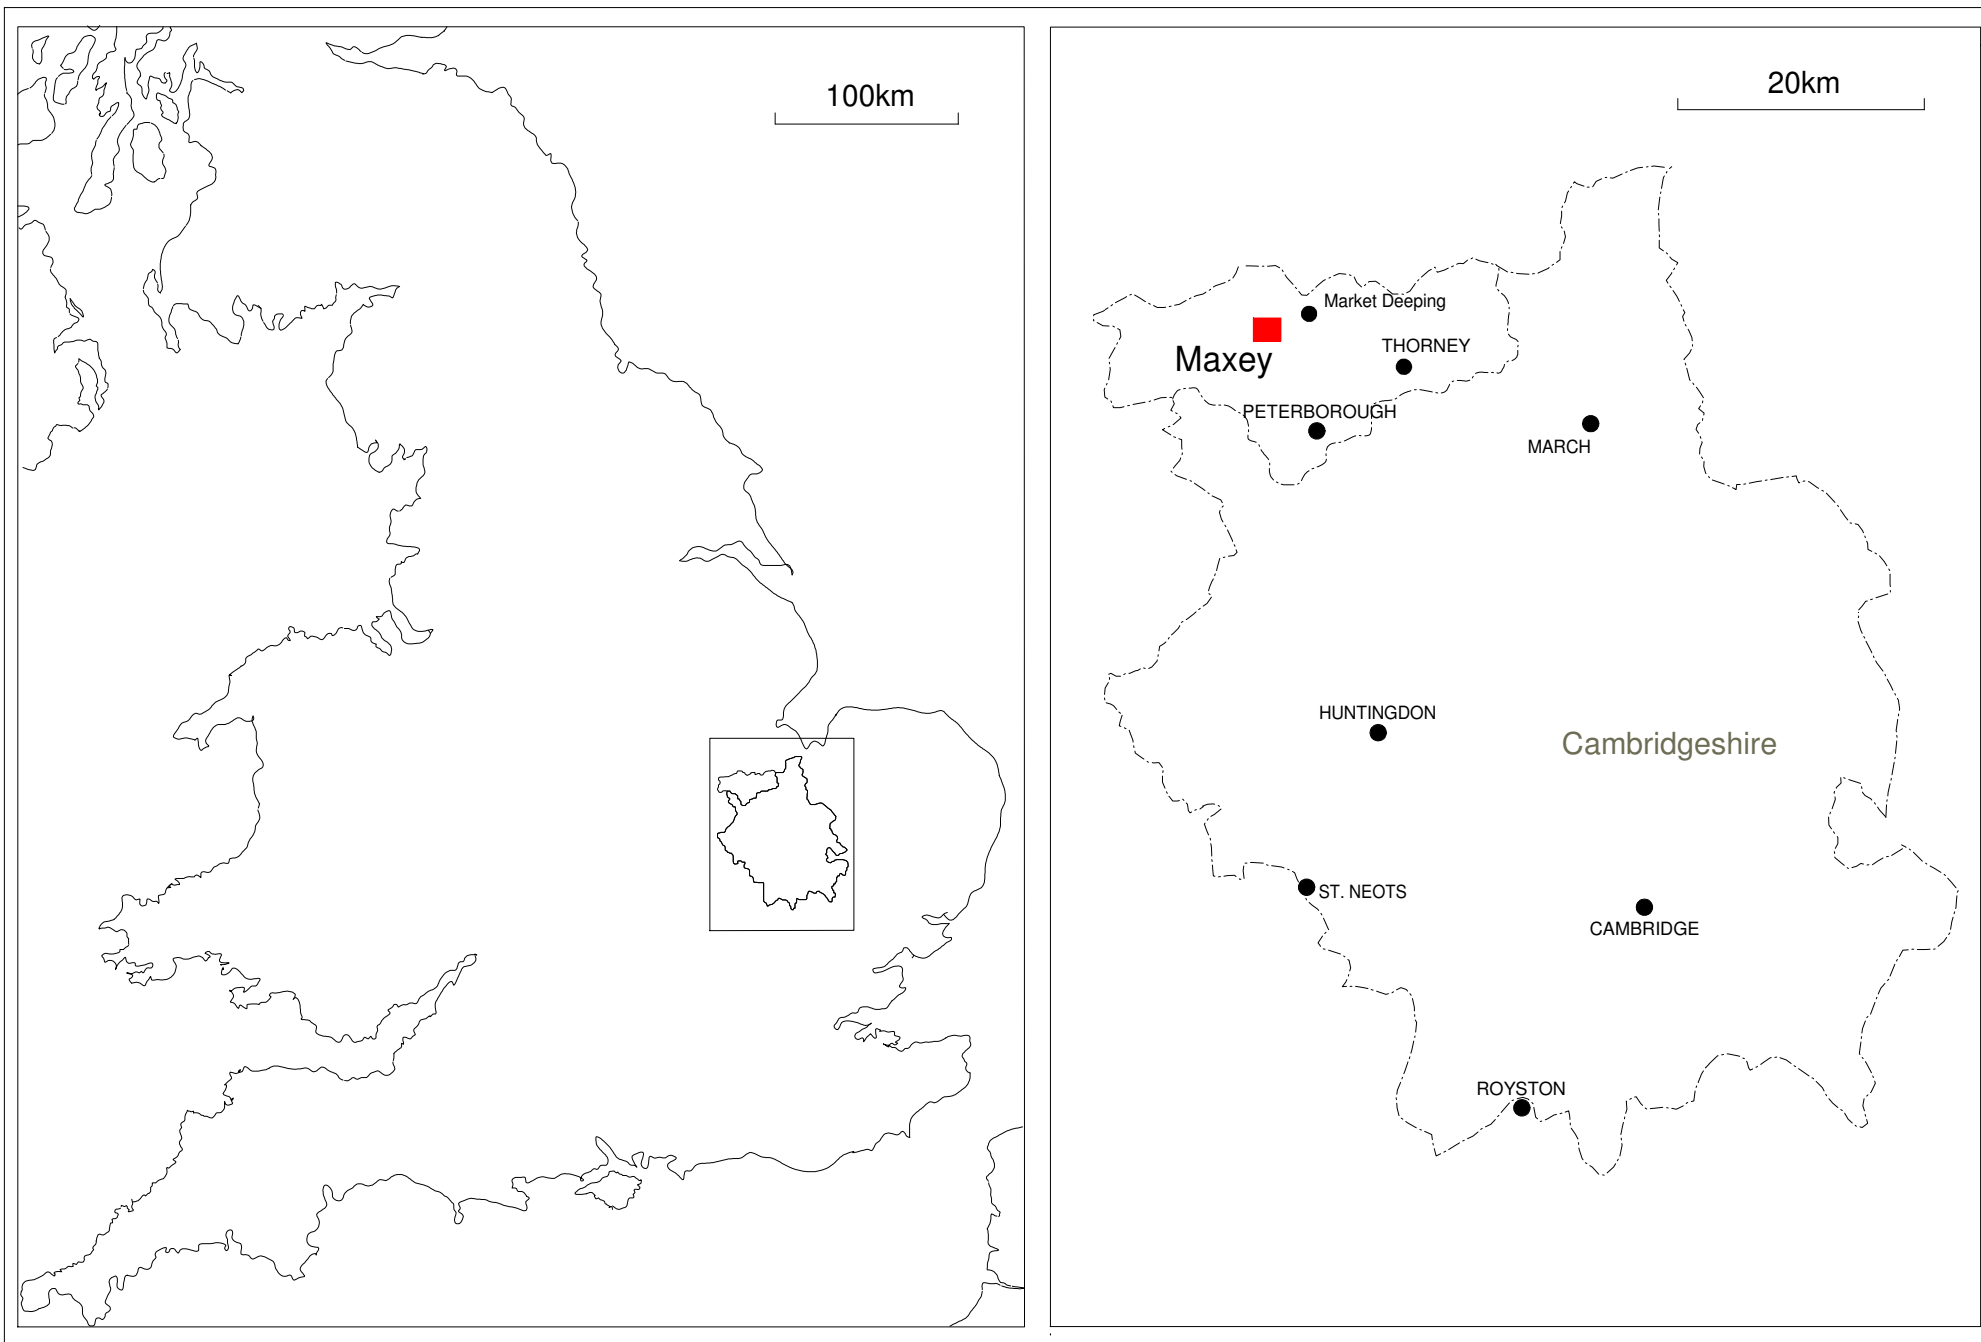 100km
20km
Market Deeping
THORNEY
Maxey
PETERBOROUGH
MARCH
HUNTINGDON
Cambridgeshire
ST. NEOTS
CAMBRIDGE
ROYSTON